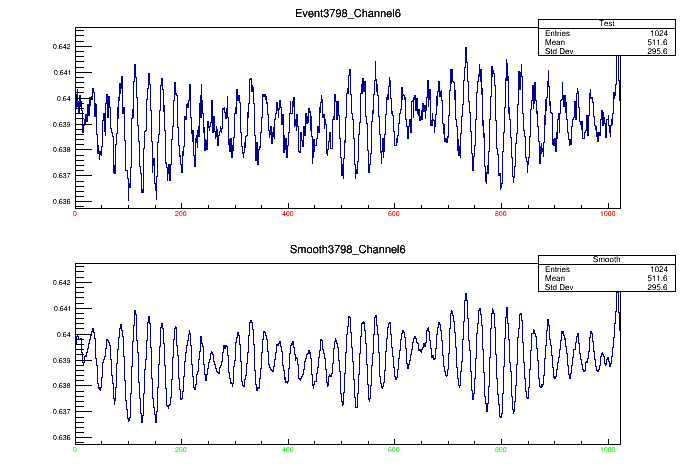 Event3798_Channel6
Test
Entries 1024
Mean 511.6
Std Dev 295.6
0.642
0.641
0.64
0.639
0.638
0.637
0.636
0 200 400 600 800 1000
Smooth3798_Channel6
Smooth
Entries 1024
Mean 511.6
Std Dev 295.6
0.642
0.641
0.64
0.639
0.638
0.637
0.636
0 200 400 600 800 1000